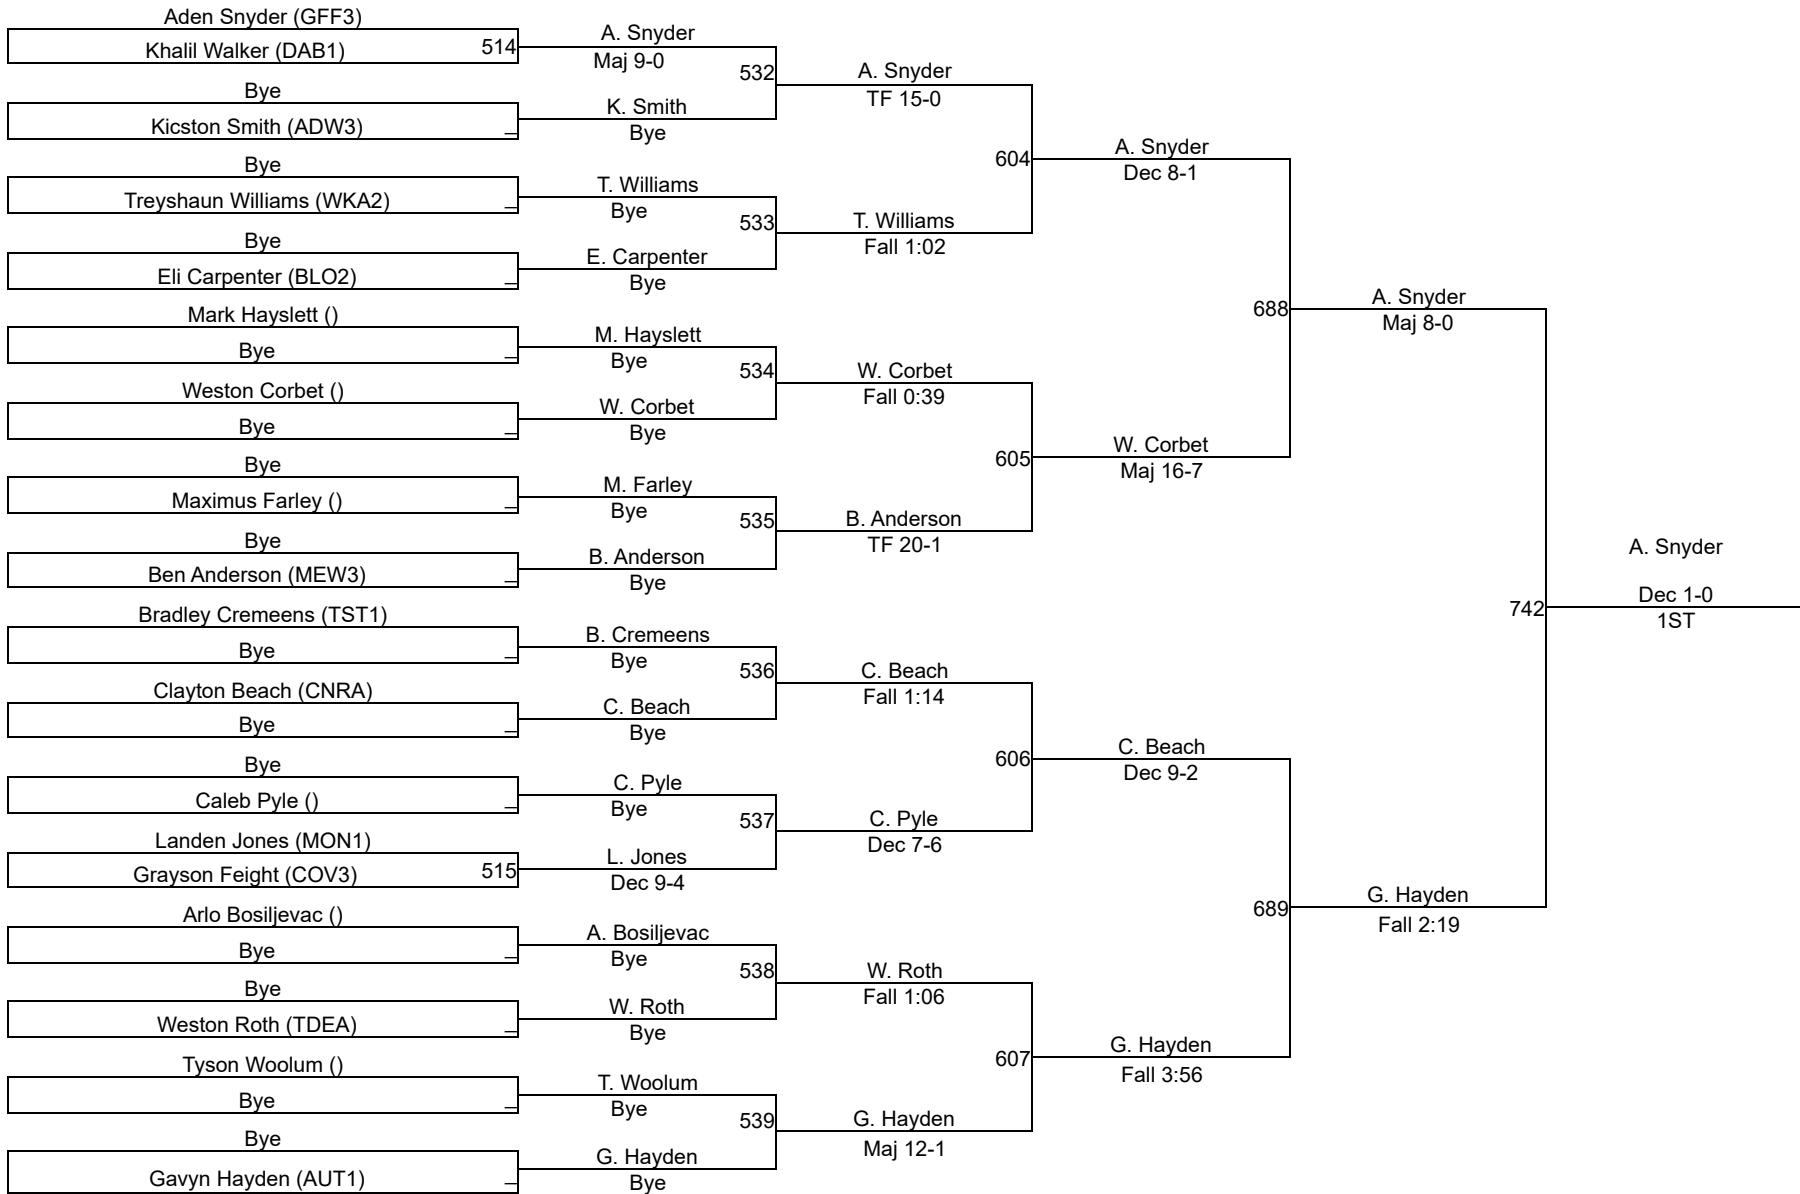 Aden Snyder (GFF3)
Khalil Walker (DAB1) 514
Bye
Kicston Smith (ADW3) _
Bye
Treyshaun Williams (WKA2) _
Bye
Eli Carpenter (BLO2) _
Mark Hayslett ()
Bye _
Weston Corbet ()
Bye _
Bye
Maximus Farley () _
Bye
Ben Anderson (MEW3) _
Bradley Cremeens (TST1)
Bye _
Clayton Beach (CNRA)
Bye _
Bye
Caleb Pyle () _
Landen Jones (MON1)
Grayson Feight (COV3) 515
Arlo Bosiljevac ()
Bye _
Bye
Weston Roth (TDEA) _
Tyson Woolum ()
Bye _
Bye
Gavyn Hayden (AUT1) _
A. Snyder
Maj 9-0
532
K. Smith
Bye
T. Williams
Bye
533
E. Carpenter
Bye
M. Hayslett
Bye
534
W. Corbet
Bye
M. Farley
Bye
535
B. Anderson
Bye
B. Cremeens
Bye
536
C. Beach
Bye
C. Pyle
Bye
537
L. Jones
Dec 9-4
A. Bosiljevac
Bye
538
W. Roth
Bye
T. Woolum
Bye
539
G. Hayden
Bye
A. Snyder
TF 15-0
604
T. Williams
Fall 1:02
W. Corbet
Fall 0:39
605
B. Anderson
TF 20-1
C. Beach
Fall 1:14
606
C. Pyle
Dec 7-6
W. Roth
Fall 1:06
607
G. Hayden
Maj 12-1
A. Snyder
Dec 8-1
688
W. Corbet
Maj 16-7
C. Beach
Dec 9-2
689
G. Hayden
Fall 3:56
A. Snyder
Maj 8-0
742
G. Hayden
Fall 2:19
A. Snyder
Dec 1-0
1ST